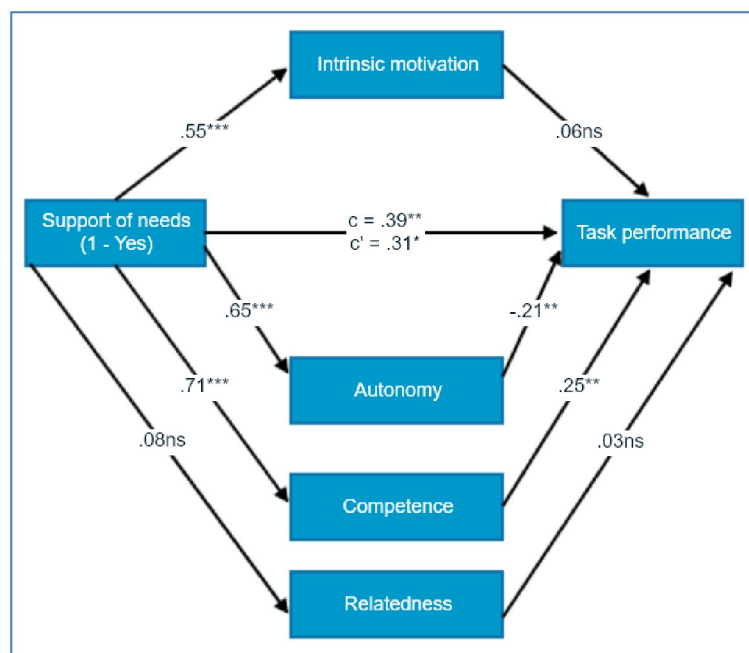 Intrinsic motivation
.55***
.06ns
Support of needs
(1 - Yes)
c = .39**
c' = .31*
Task performance
.65***
-.21**
Autonomy
.71***
.25**
.08ns
.03ns
Competence
Relatedness